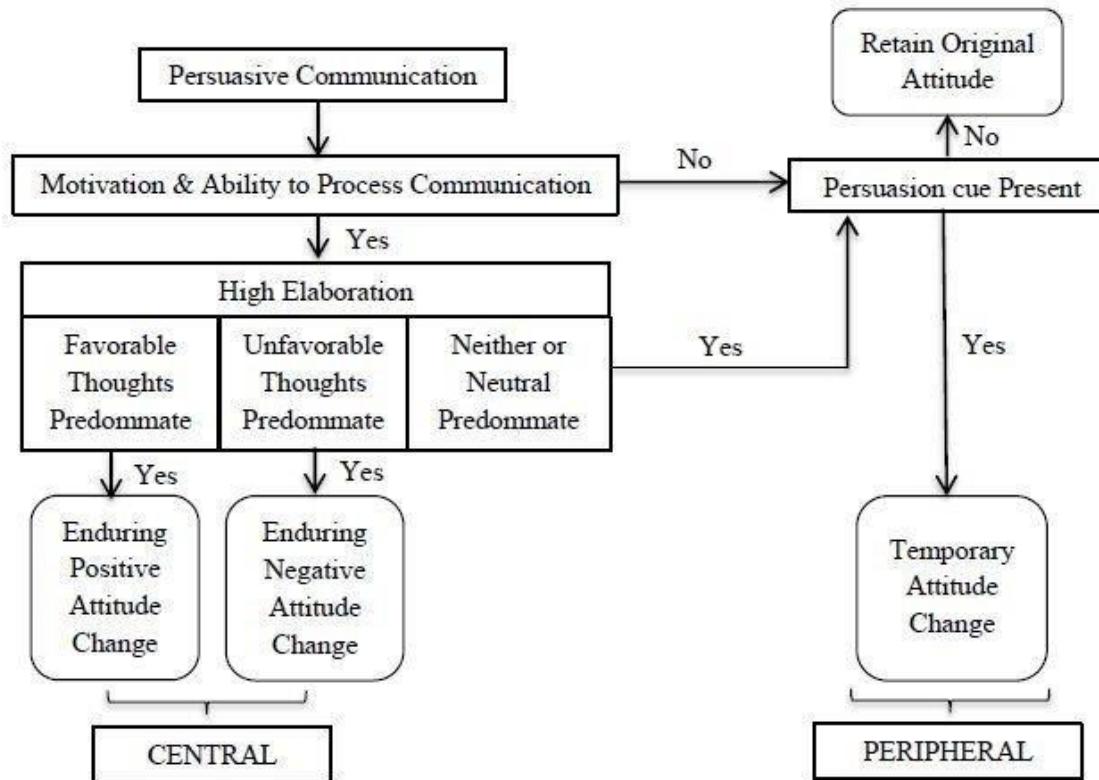 Persuasive Communication
Retain Original
Attitude
No
Motivation & Ability to Process Communication
No
Persuasion cue Present
Yes
High Elaboration
Favorable
Thoughts
Predommate
Unfavorable
Thoughts
Predommate
Neither or
Neutral
Predommate
Yes
Yes
Yes
Yes
Enduring
Positive
Attitude
Change
Enduring
Negative
Attitude
Change
Temporary
Attitude
Change
CENTRAL
PERIPHERAL